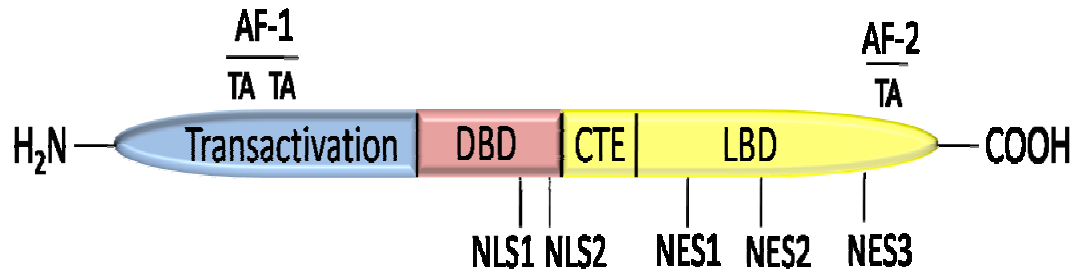 AF-1
AF-2
TA TA
TA
H₂N
Transactivation
DBD
CTE
LBD
COOH
NLS1 NLS2
NES1
NES2
NES3